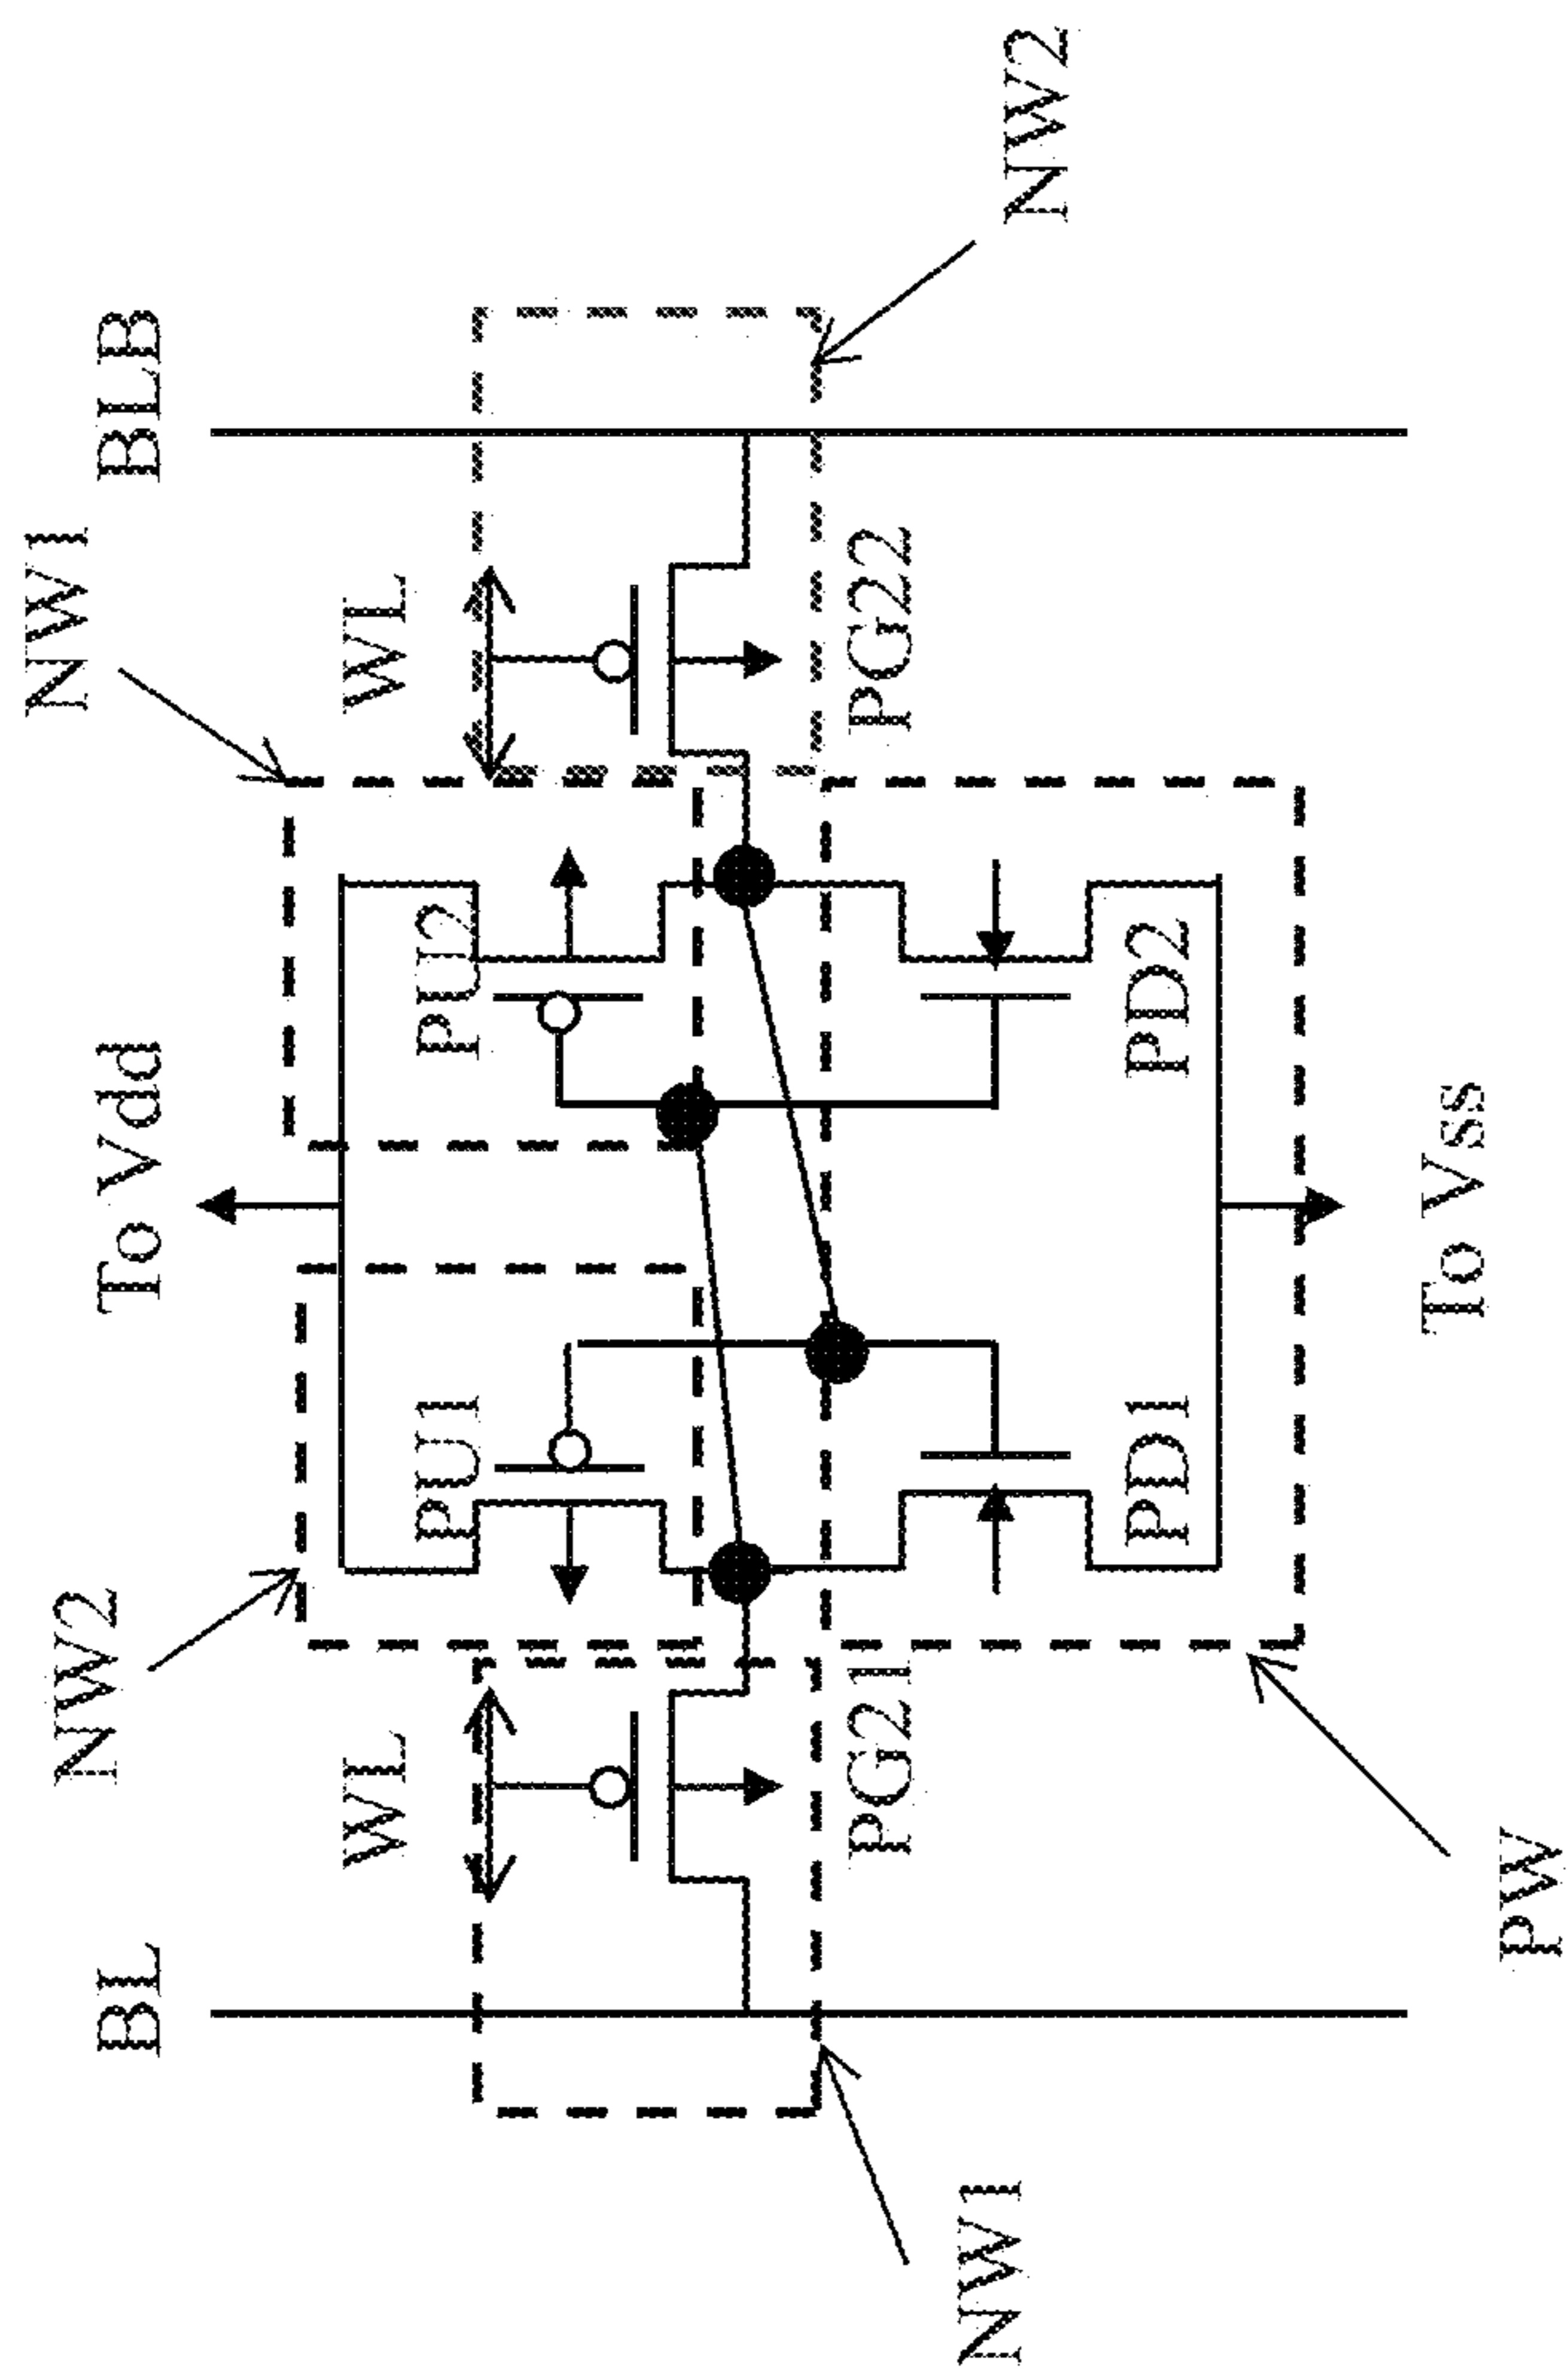 BL
To Vdd
BLB
NW1
NW2
WL
PU1
PU2
WL
PG21
PG22
NW1
NW2
PD1
PD2
To Vss
PW